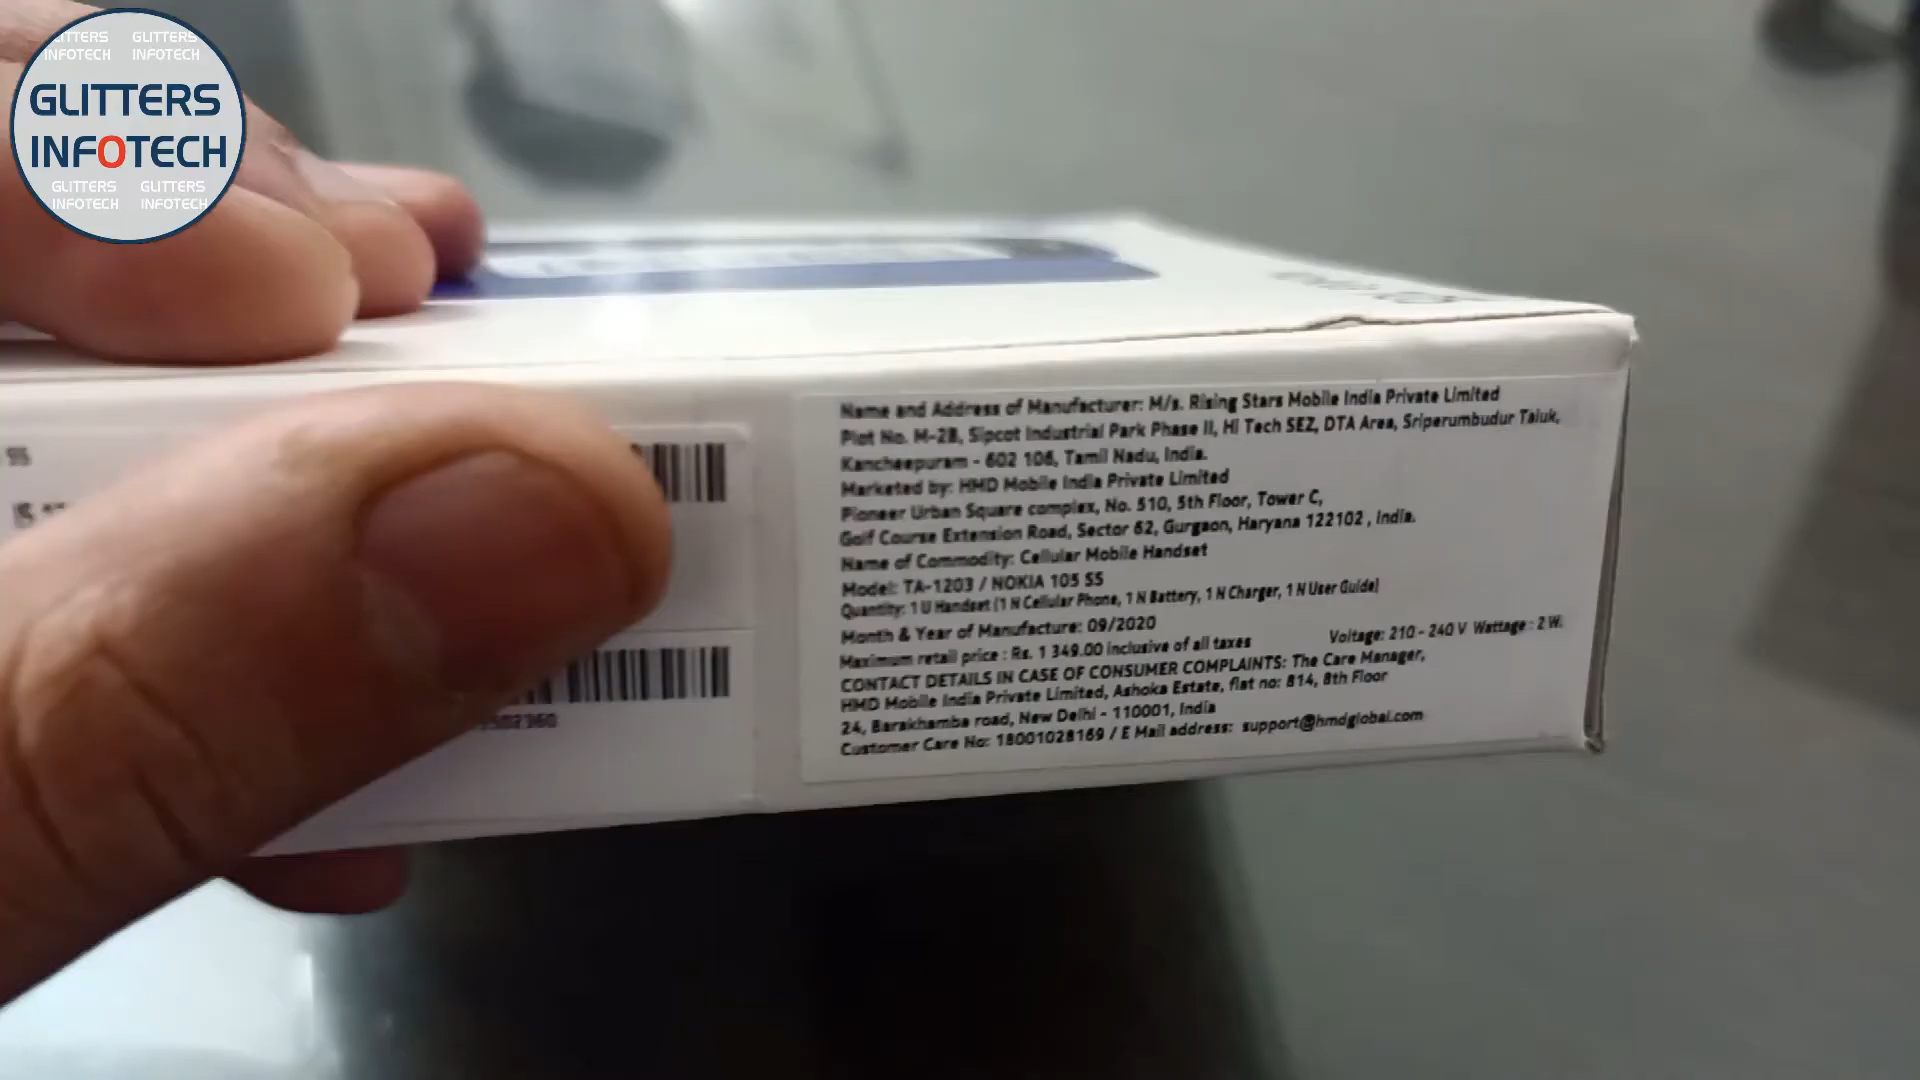 GLITTERS INFOTECH
INFOTECH INFOTECH
GLITTERS
INFOTECH
GLITTERS GLITTERS
INFOTECH INFOTECH
Name and Address of Manufacturer: M/s. Rising Stars Mobile India Private Limited
Plot No. M-2B, Sipcot Industrial Park Phase II, Hi Tech SEZ, DTA Area, Sriperumbudur Taluk,
Kancheepuram - 602 106, Tamil Nadu, India.
Marketed by: HMD Mobile India Private Limited
Pioneer Urban Square complex, No. 510, 5th Floor, Tower C,
Golf Course Extension Road, Sector 62, Gurgaon, Haryana 122102 , India.
Name of Commodity: Cellular Mobile Handset
Model: TA-1203 / NOKIA 105 SS
Quantity: 1 U Handset (1 N Cellular Phone, 1 N Battery, 1 N Charger, 1 N User Guide)
Month & Year of Manufacture: 09/2020
Maximum retail price : Rs. 1 349.00 inclusive of all taxes Voltage: 210 - 240 V Wattage : 2 W.
CONTACT DETAILS IN CASE OF CONSUMER COMPLAINTS: The Care Manager,
HMD Mobile India Private Limited, Ashoka Estate, flat no: 814, 8th Floor
24, Barakhamba road, New Delhi - 110001, India
Customer Care No: 18001028169 / E Mail address: support@hmdglobal.com
SS